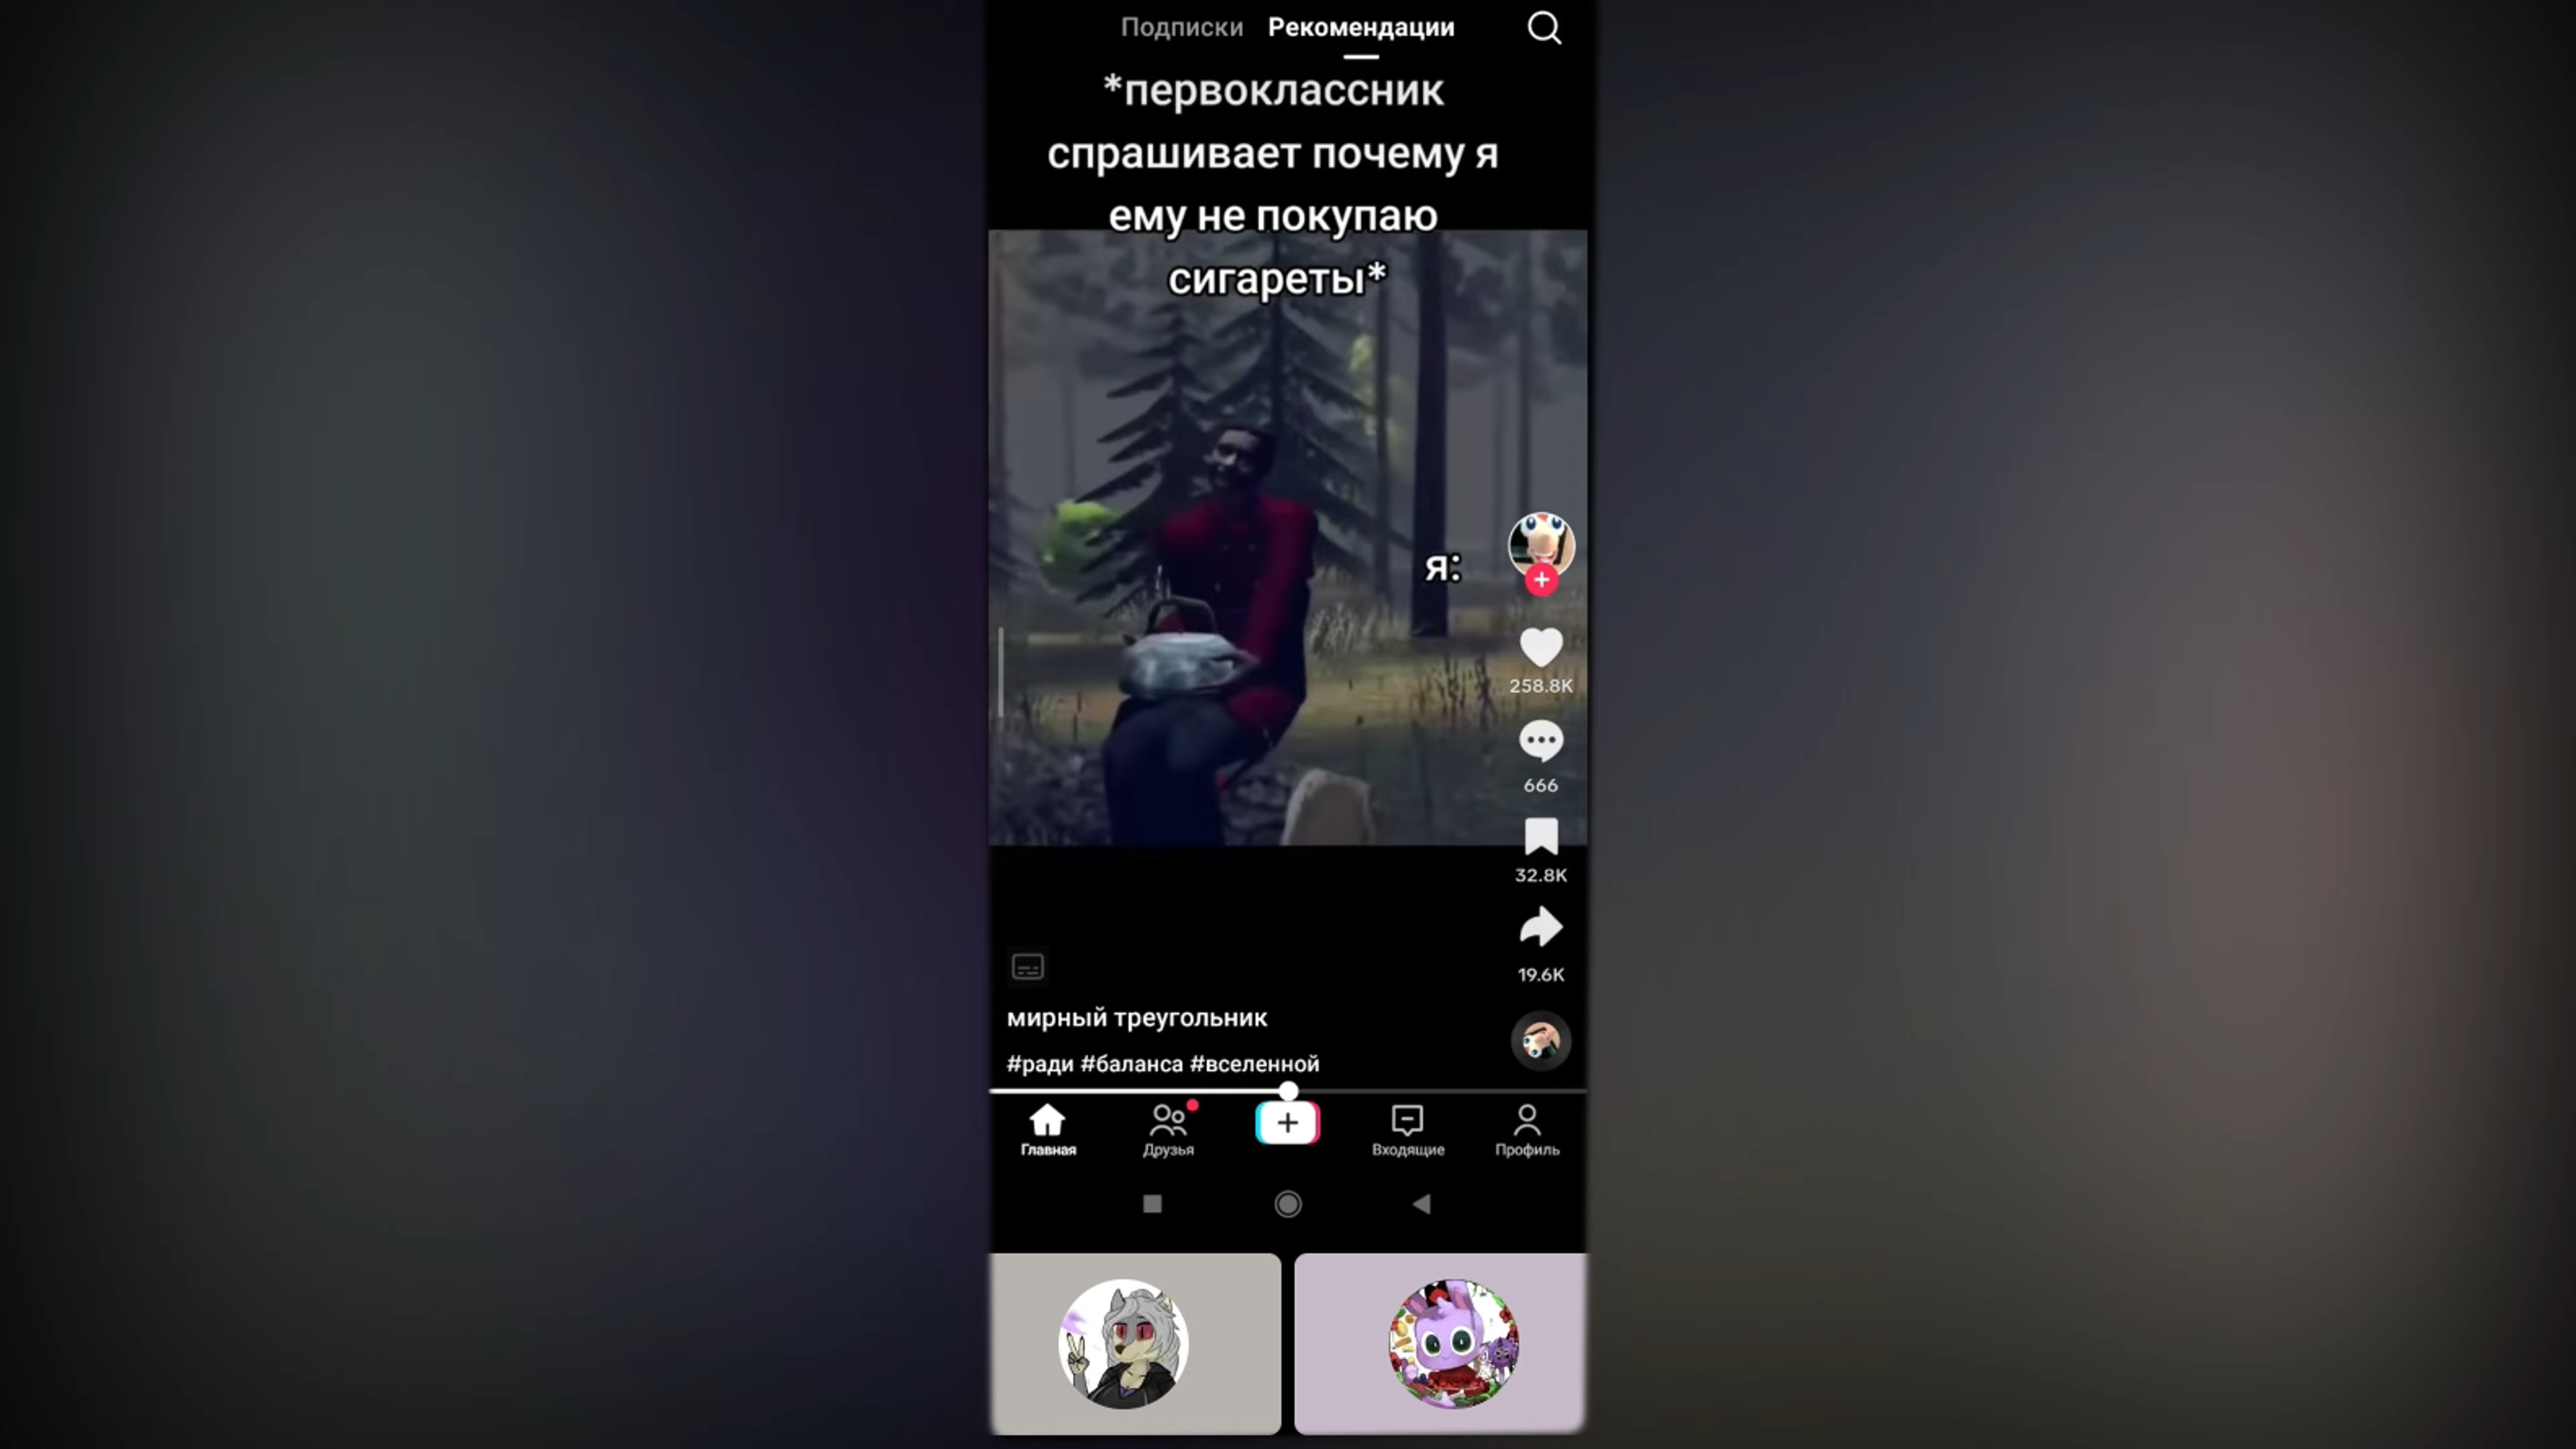 Подписки Рекомендации
*первоклассник
спрашивает почему я
ему не покупаю
сигареты*
я:
258.8K
666
32.8K
19.6K
мирный треугольник
#ради #баланса #вселенной
Главная Друзья Входящие Профиль